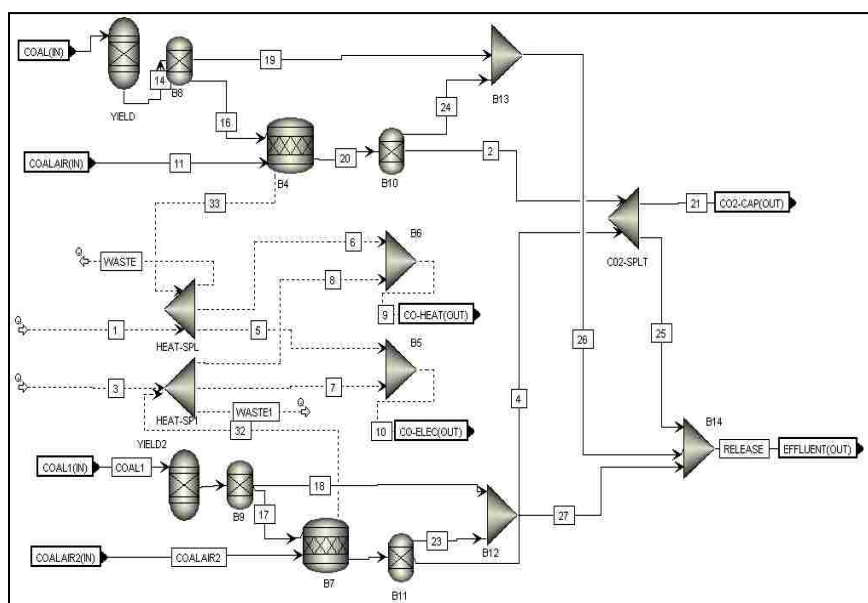 COAL(IN)
19
14
B8
B13
YIELD
24
16
COALAIR(IN)
11
20
2
B4
B10
33
21
CO2-CAP(OUT)
6
B6
Q
WASTE
8
C02-SPLT
9
CO-HEAT(OUT)
Q
1
5
25
HEAT-SPL
B5
26
Q
3
7
4
WASTE1
Q
HEAT-SP1
10
CO-ELEC(OUT)
32
B14
YIELD2
RELEASE
EFFLUENT(OUT)
COAL1(IN)
COAL1
18
B9
17
27
23
B12
COALAIR2(IN)
COALAIR2
B7
B11